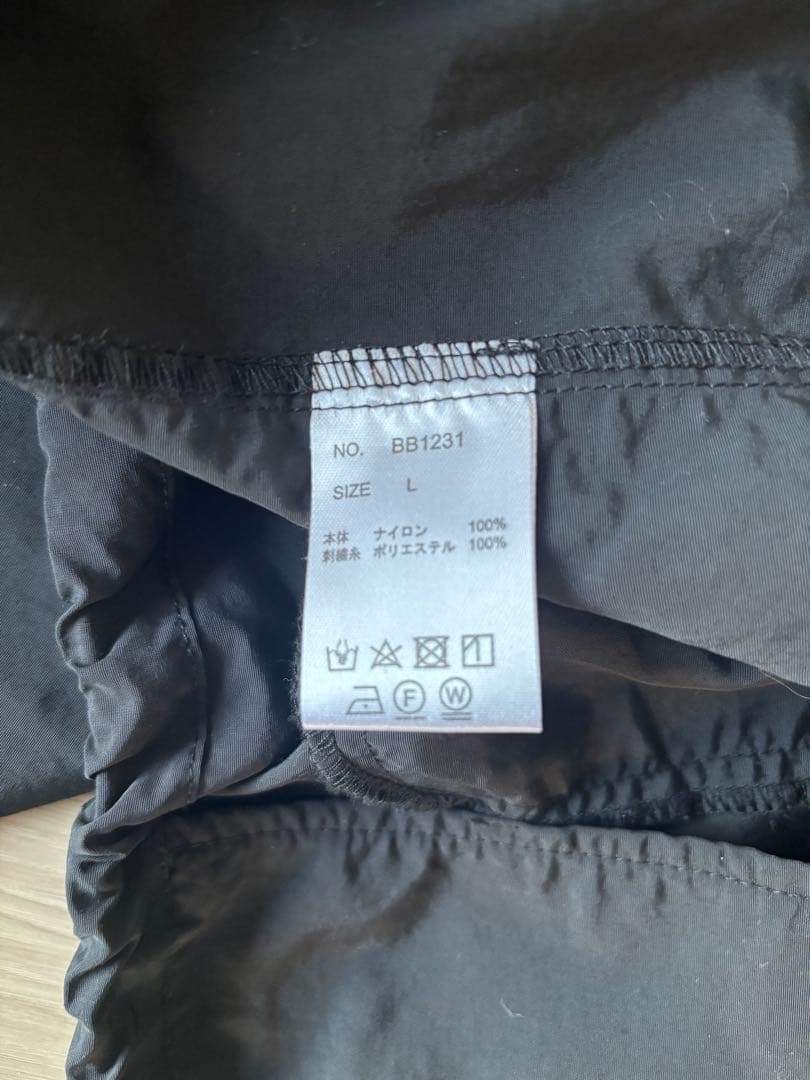 NO. BB1231
SIZE L
本体 ナイロン 100%
刺繍糸 ポリエステル 100%
F W